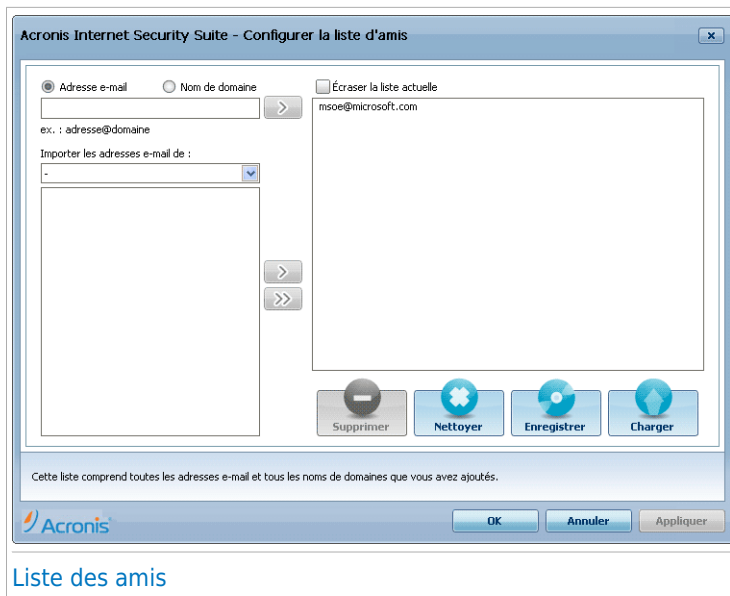 Acronis Internet Security Suite - Configurer la liste d'amis
Adresse e-mail
Nom de domaine
Écraser la liste actuelle
msoe@microsoft.com
ex. : adresse@domaine
Importer les adresses e-mail de :
-
Supprimer
Nettoyer
Enregistrer
Charger
Cette liste comprend toutes les adresses e-mail et tous les noms de domaines que vous avez ajoutés.
Acronis
OK
Annuler
Appliquer
Liste des amis